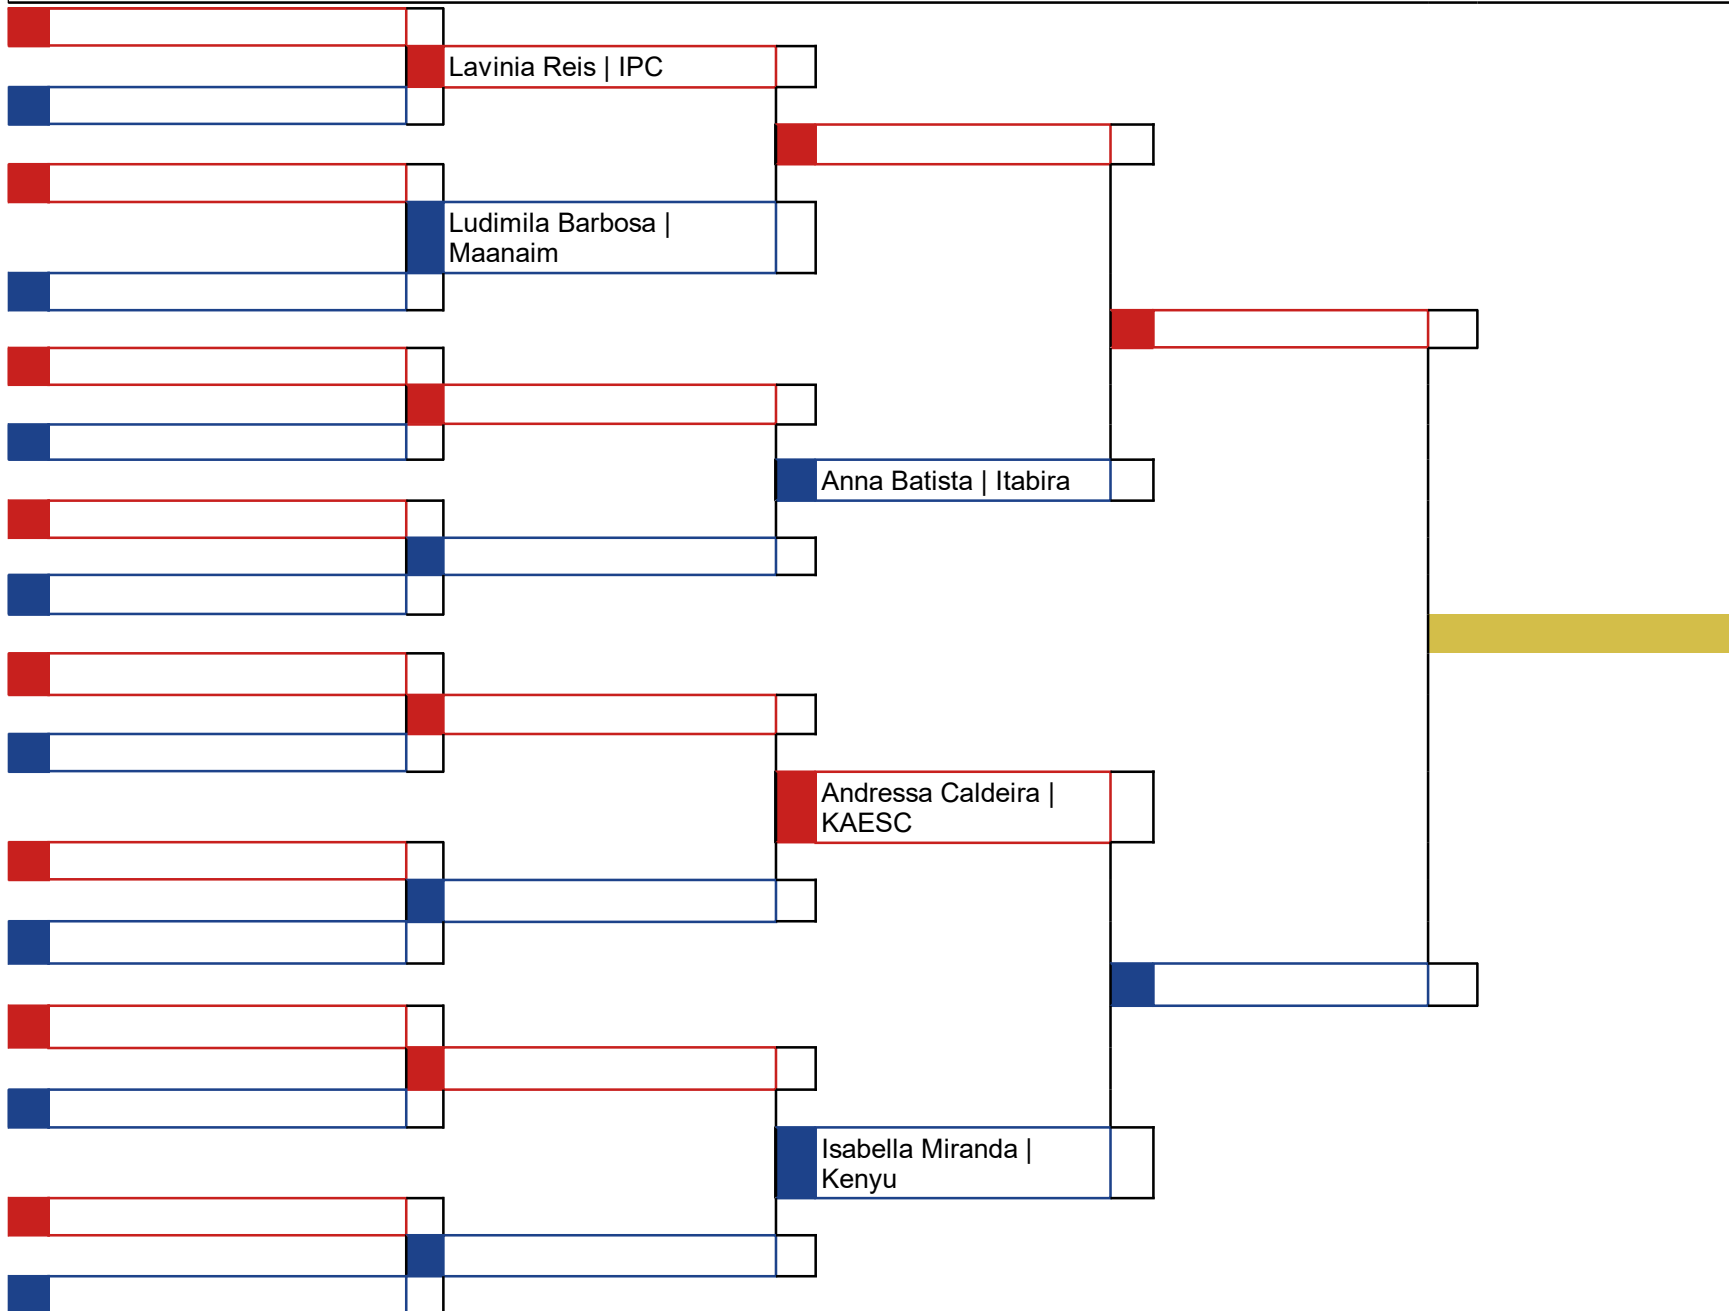 Lavinia Reis | IPC
Ludimila Barbosa |
Maanaim
Anna Batista | Itabira
Andressa Caldeira |
KAESC
Isabella Miranda |
Kenyu